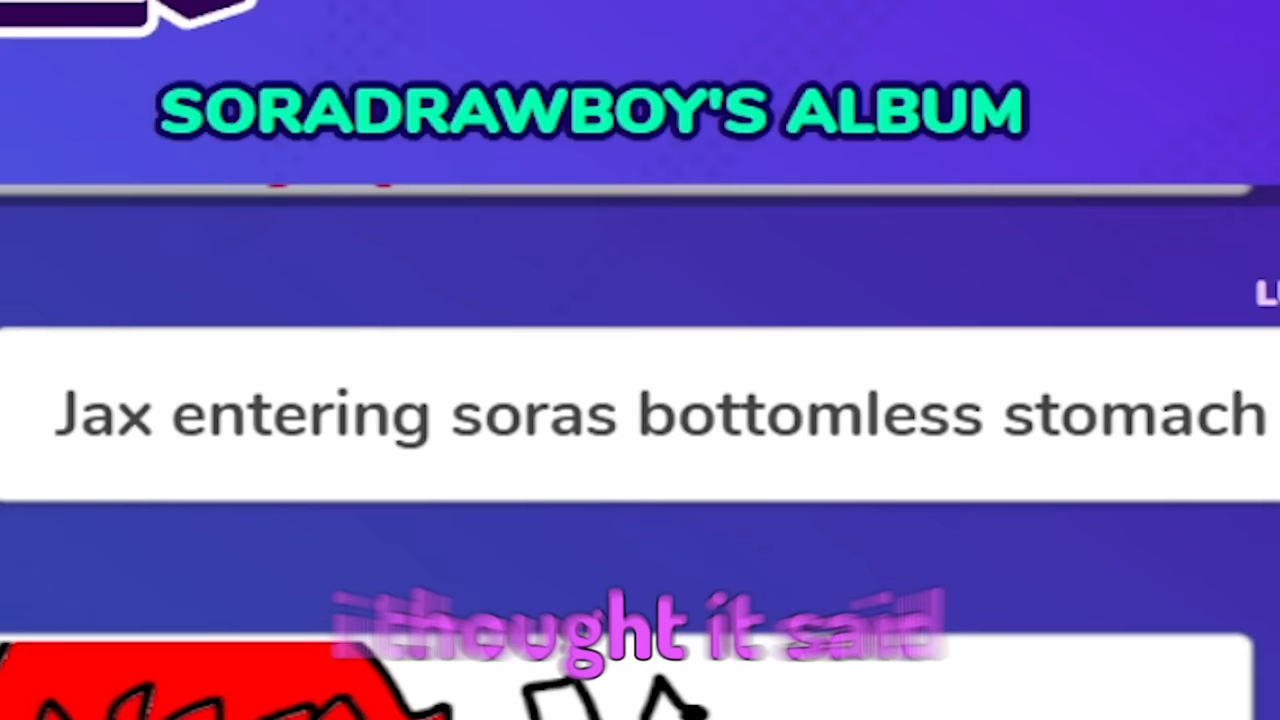 SORADRAWBOY'S ALBUM
Jax entering soras bottomless stomach
i thought it said